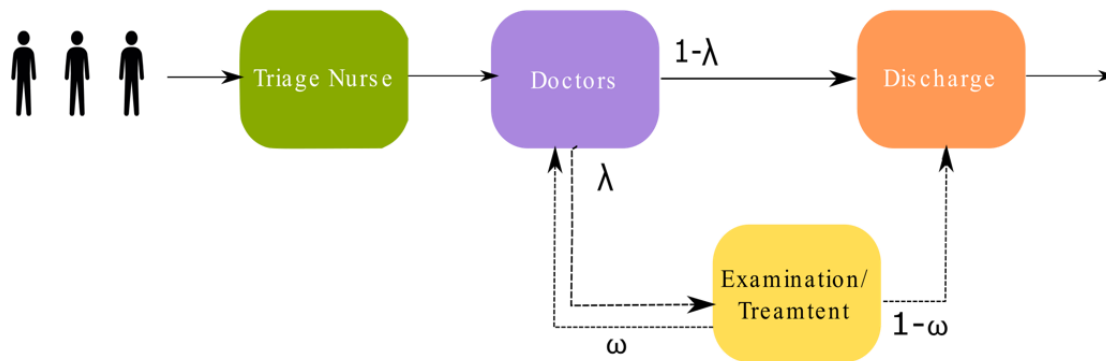 Triage Nurse
Doctors
1-λ
Discharge
λ
Examination/
Treamtent
ω
1-ω